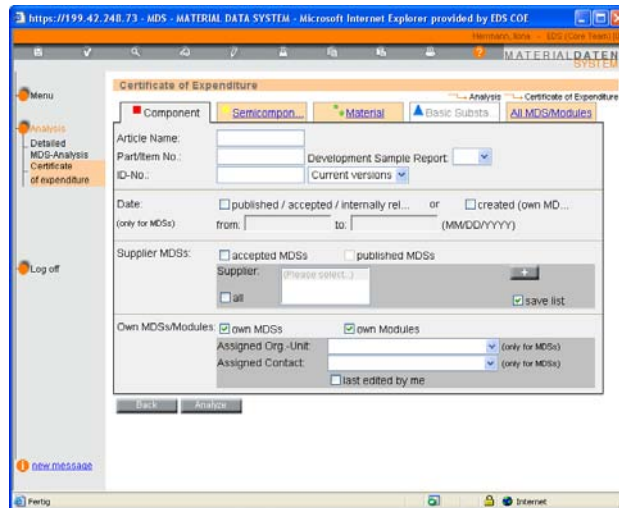 https://199.42.248.73 - MDS - MATERIAL DATA SYSTEM - Microsoft Internet Explorer provided by EDS COE
Herrmann, Ilona - EDS (Core Team) [
MATERIALDATEN
SYSTEM
Menu
Analysis
Detailed
MDS-Analysis
Certificate
of expenditure
Log off
new message
Certificate of Expenditure
Analysis Certificate of Expenditure
Component Semicompon... Material Basic Substa... All MDS/Modules
Article Name:
Part/Item No.: Development Sample Report:
ID-No.: Current versions
Date: published / accepted / internally rel... or created (own MD...
(only for MDSs) from: to: (MM/DD/YYYY)
Supplier MDSs: accepted MDSs published MDSs
Supplier: (Please select..) +
all save list
Own MDSs/Modules: own MDSs own Modules
Assigned Org.-Unit: (only for MDSs)
Assigned Contact: (only for MDSs)
last edited by me
Back Analyze
Fertig Internet